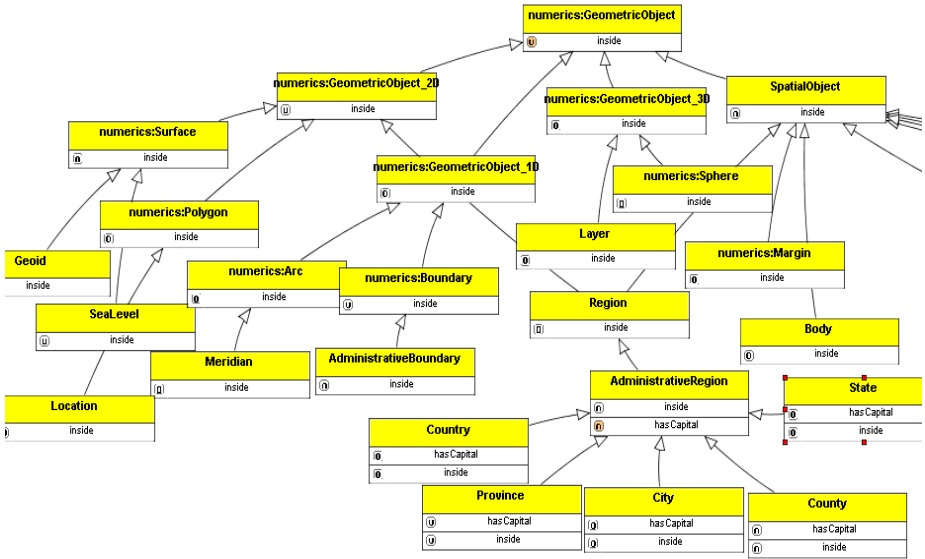 numerics:GeometricObject
inside
numerics:GeometricObject_2D
inside
SpatialObject
inside
numerics:GeometricObject_3D
inside
numerics:Surface
inside
numerics:GeometricObject_1D
inside
numerics:Sphere
inside
numerics:Polygon
inside
Layer
inside
Geoid
inside
numerics:Arc
inside
numerics:Boundary
inside
numerics:Margin
inside
SeaLevel
inside
Region
inside
Body
inside
Meridian
inside
AdministrativeBoundary
inside
AdministrativeRegion
inside
hasCapital
State
hasCapital
inside
Location
inside
Country
hasCapital
inside
Province
hasCapital
inside
City
hasCapital
inside
County
hasCapital
inside